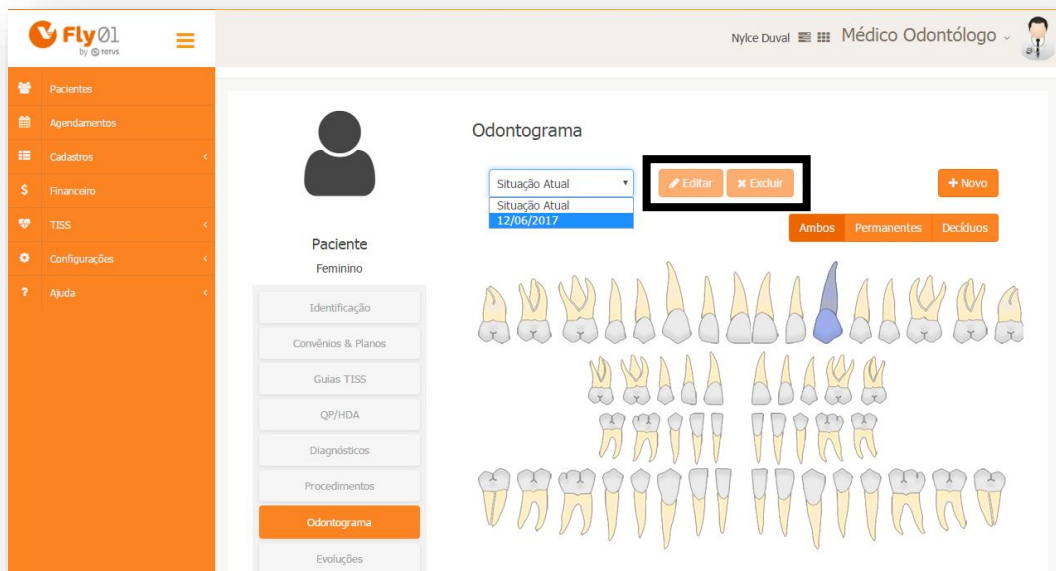 Fly01
by TOTVS
Nylce Duval
Médico Odontólogo
Pacientes
Agendamentos
Cadastros
Financeiro
TISS
Configurações
Ajuda
Paciente
Feminino
Identificação
Convênios & Planos
Guias TISS
QP/HDA
Diagnósticos
Procedimentos
Odontograma
Evoluções
Odontograma
Situação Atual
Situação Atual
12/06/2017
Editar
Excluir
+ Novo
Ambos
Permanentes
Decíduos